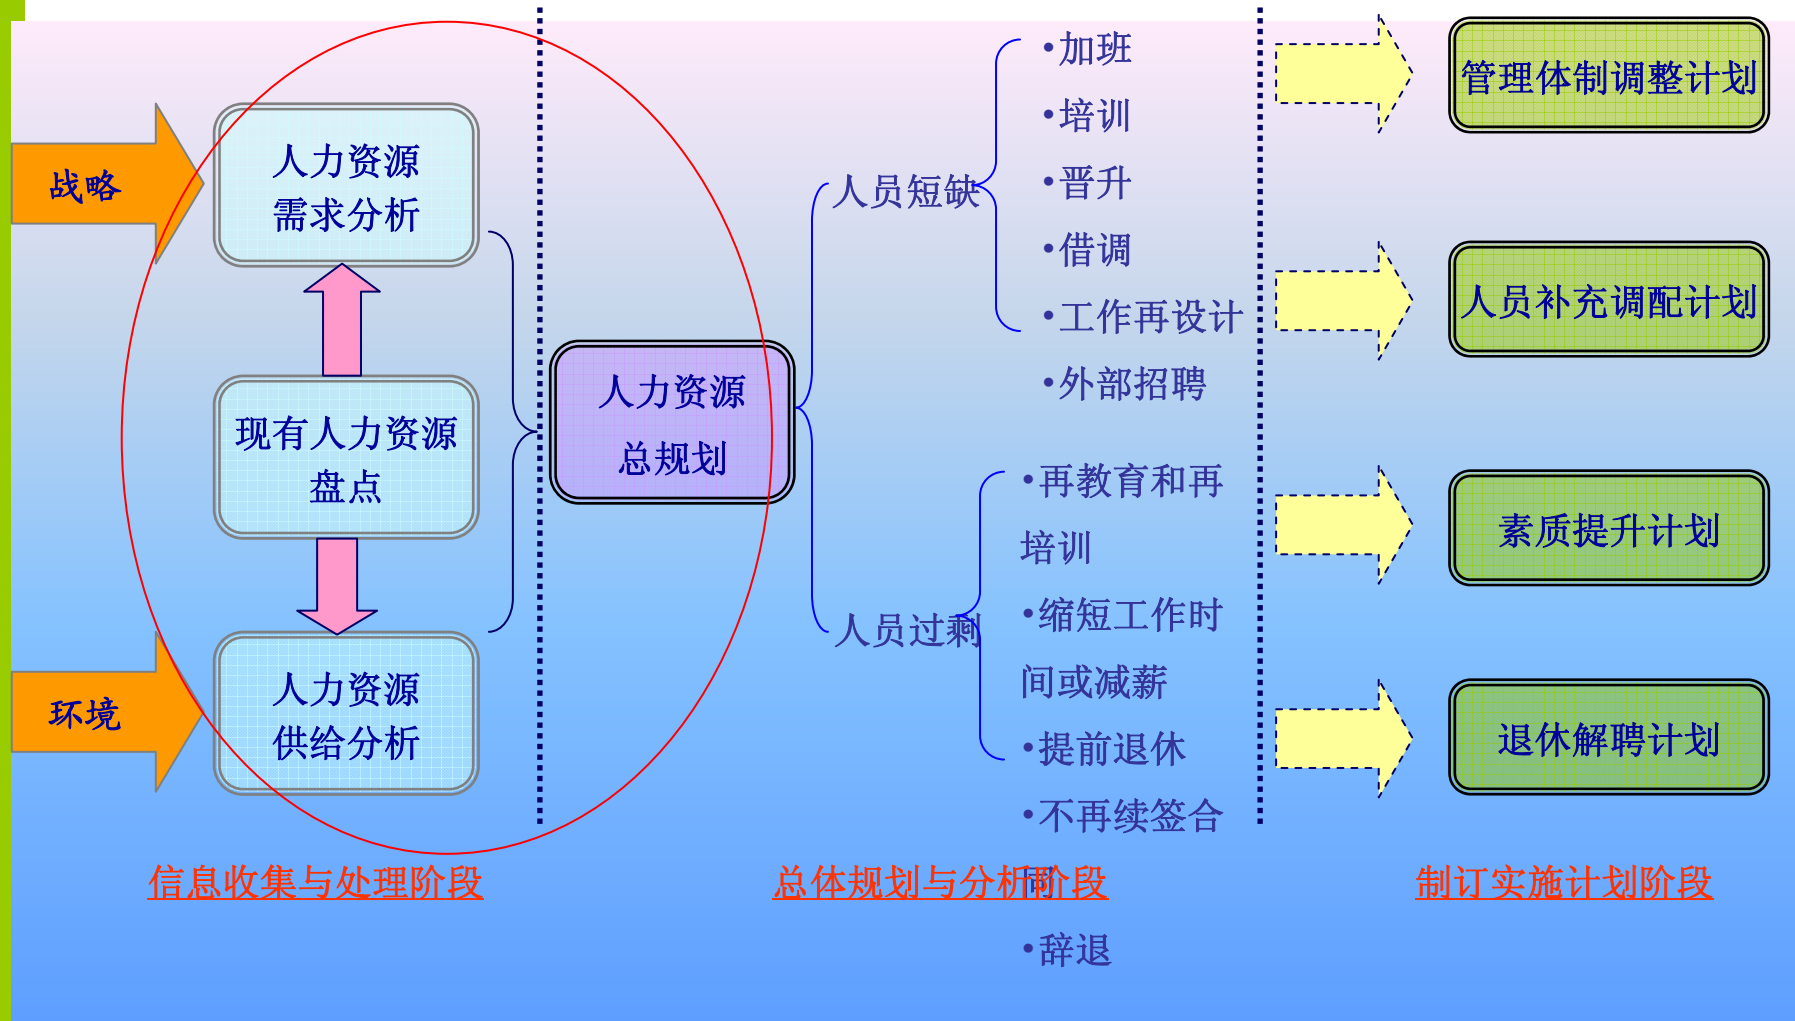 战略
人力资源
需求分析
现有人力资源
盘点
环境
人力资源
供给分析
人力资源
总规划
人员短缺
•加班
•培训
•晋升
•借调
•工作再设计
•外部招聘
人员过剩
•再教育和再
培训
•缩短工作时
间或减薪
•提前退休
•不再续签合
同
•辞退
管理体制调整计划
人员补充调配计划
素质提升计划
退休解聘计划
信息收集与处理阶段
总体规划与分析阶段
制订实施计划阶段